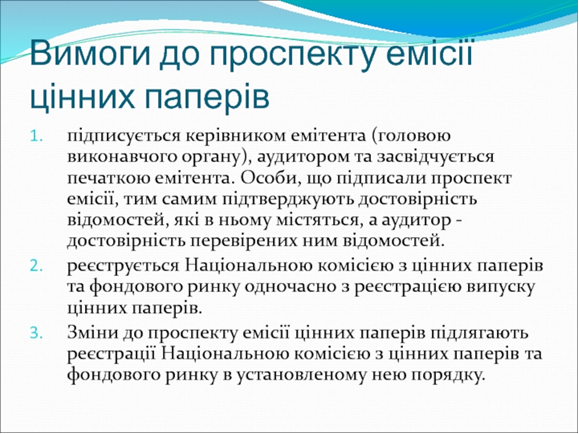 Вимоги до проспекту емісії
цінних паперів
1. підписується керівником емітента (головою
виконавчого органу), аудитором та засвідчується
печаткою емітента. Особи, що підписали проспект
емісії, тим самим підтверджують достовірність
відомостей, які в ньому містяться, а аудитор -
достовірність перевірених ним відомостей.
2. реєструється Національною комісією з цінних паперів
та фондового ринку одночасно з реєстрацією випуску
цінних паперів.
3. Зміни до проспекту емісії цінних паперів підлягають
реєстрації Національною комісією з цінних паперів та
фондового ринку в установленому нею порядку.